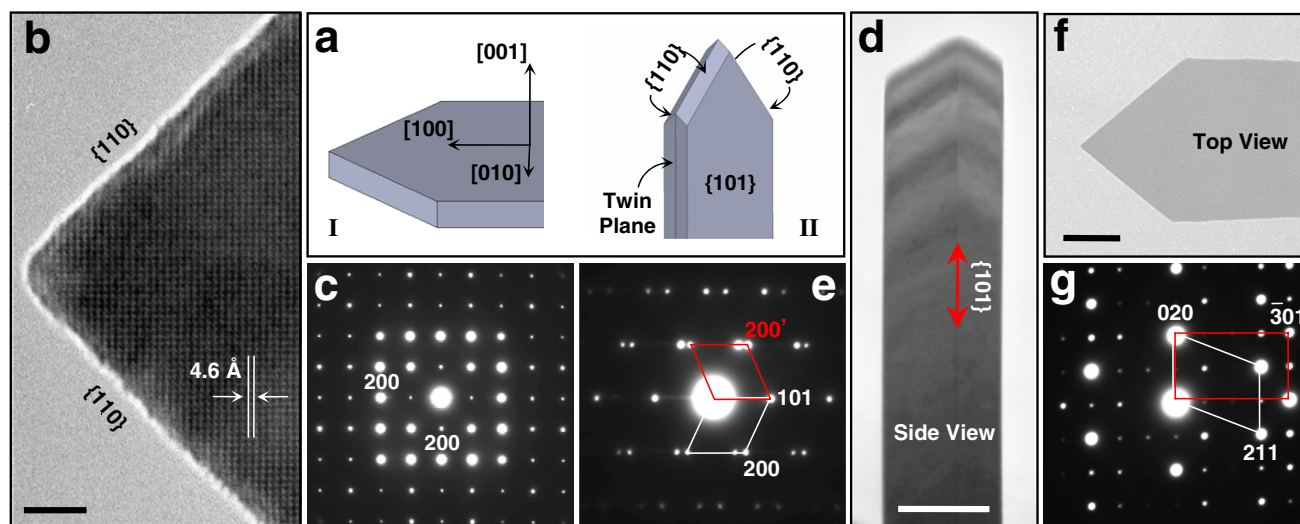 b
{110}
{110}
4.6 Å
a
[001]
[100]
[010]
I
{110}
{110}
{101}
Twin
Plane
II
c
200
200
e
200’
101
200
d
{101}
Side View
f
Top View
g
020
3̅01
211